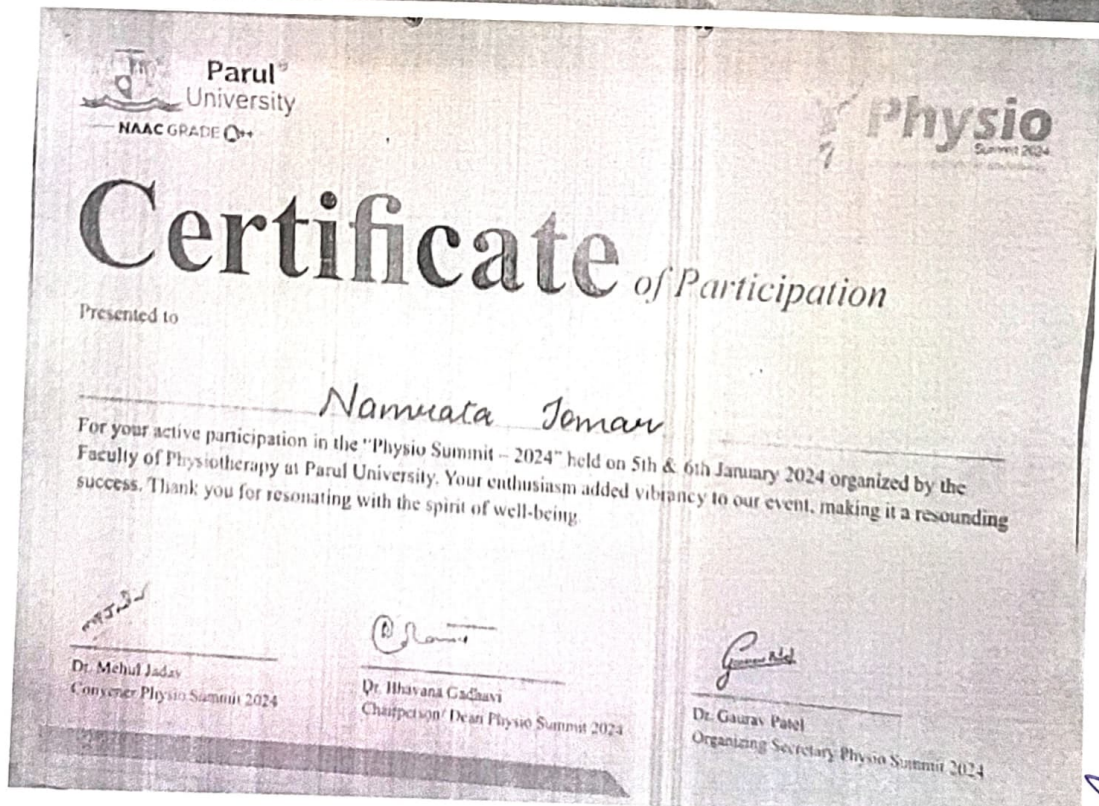 Parul®
University
NAAC GRADE A++
Physio
Summit 2024
Certificate of Participation
Presented to
Namrata Tomar
For your active participation in the "Physio Summit – 2024" held on 5th & 6th January 2024 organized by the
Faculty of Physiotherapy at Parul University. Your enthusiasm added vibrancy to our event, making it a resounding
success. Thank you for resonating with the spirit of well-being
Dr. Mehul Jadav
Convener Physio Summit 2024
Dr. Bhavana Gadhavi
Chairperson/ Dean Physio Summit 2024
Dr. Gaurav Patel
Organizing Secretary Physio Summit 2024